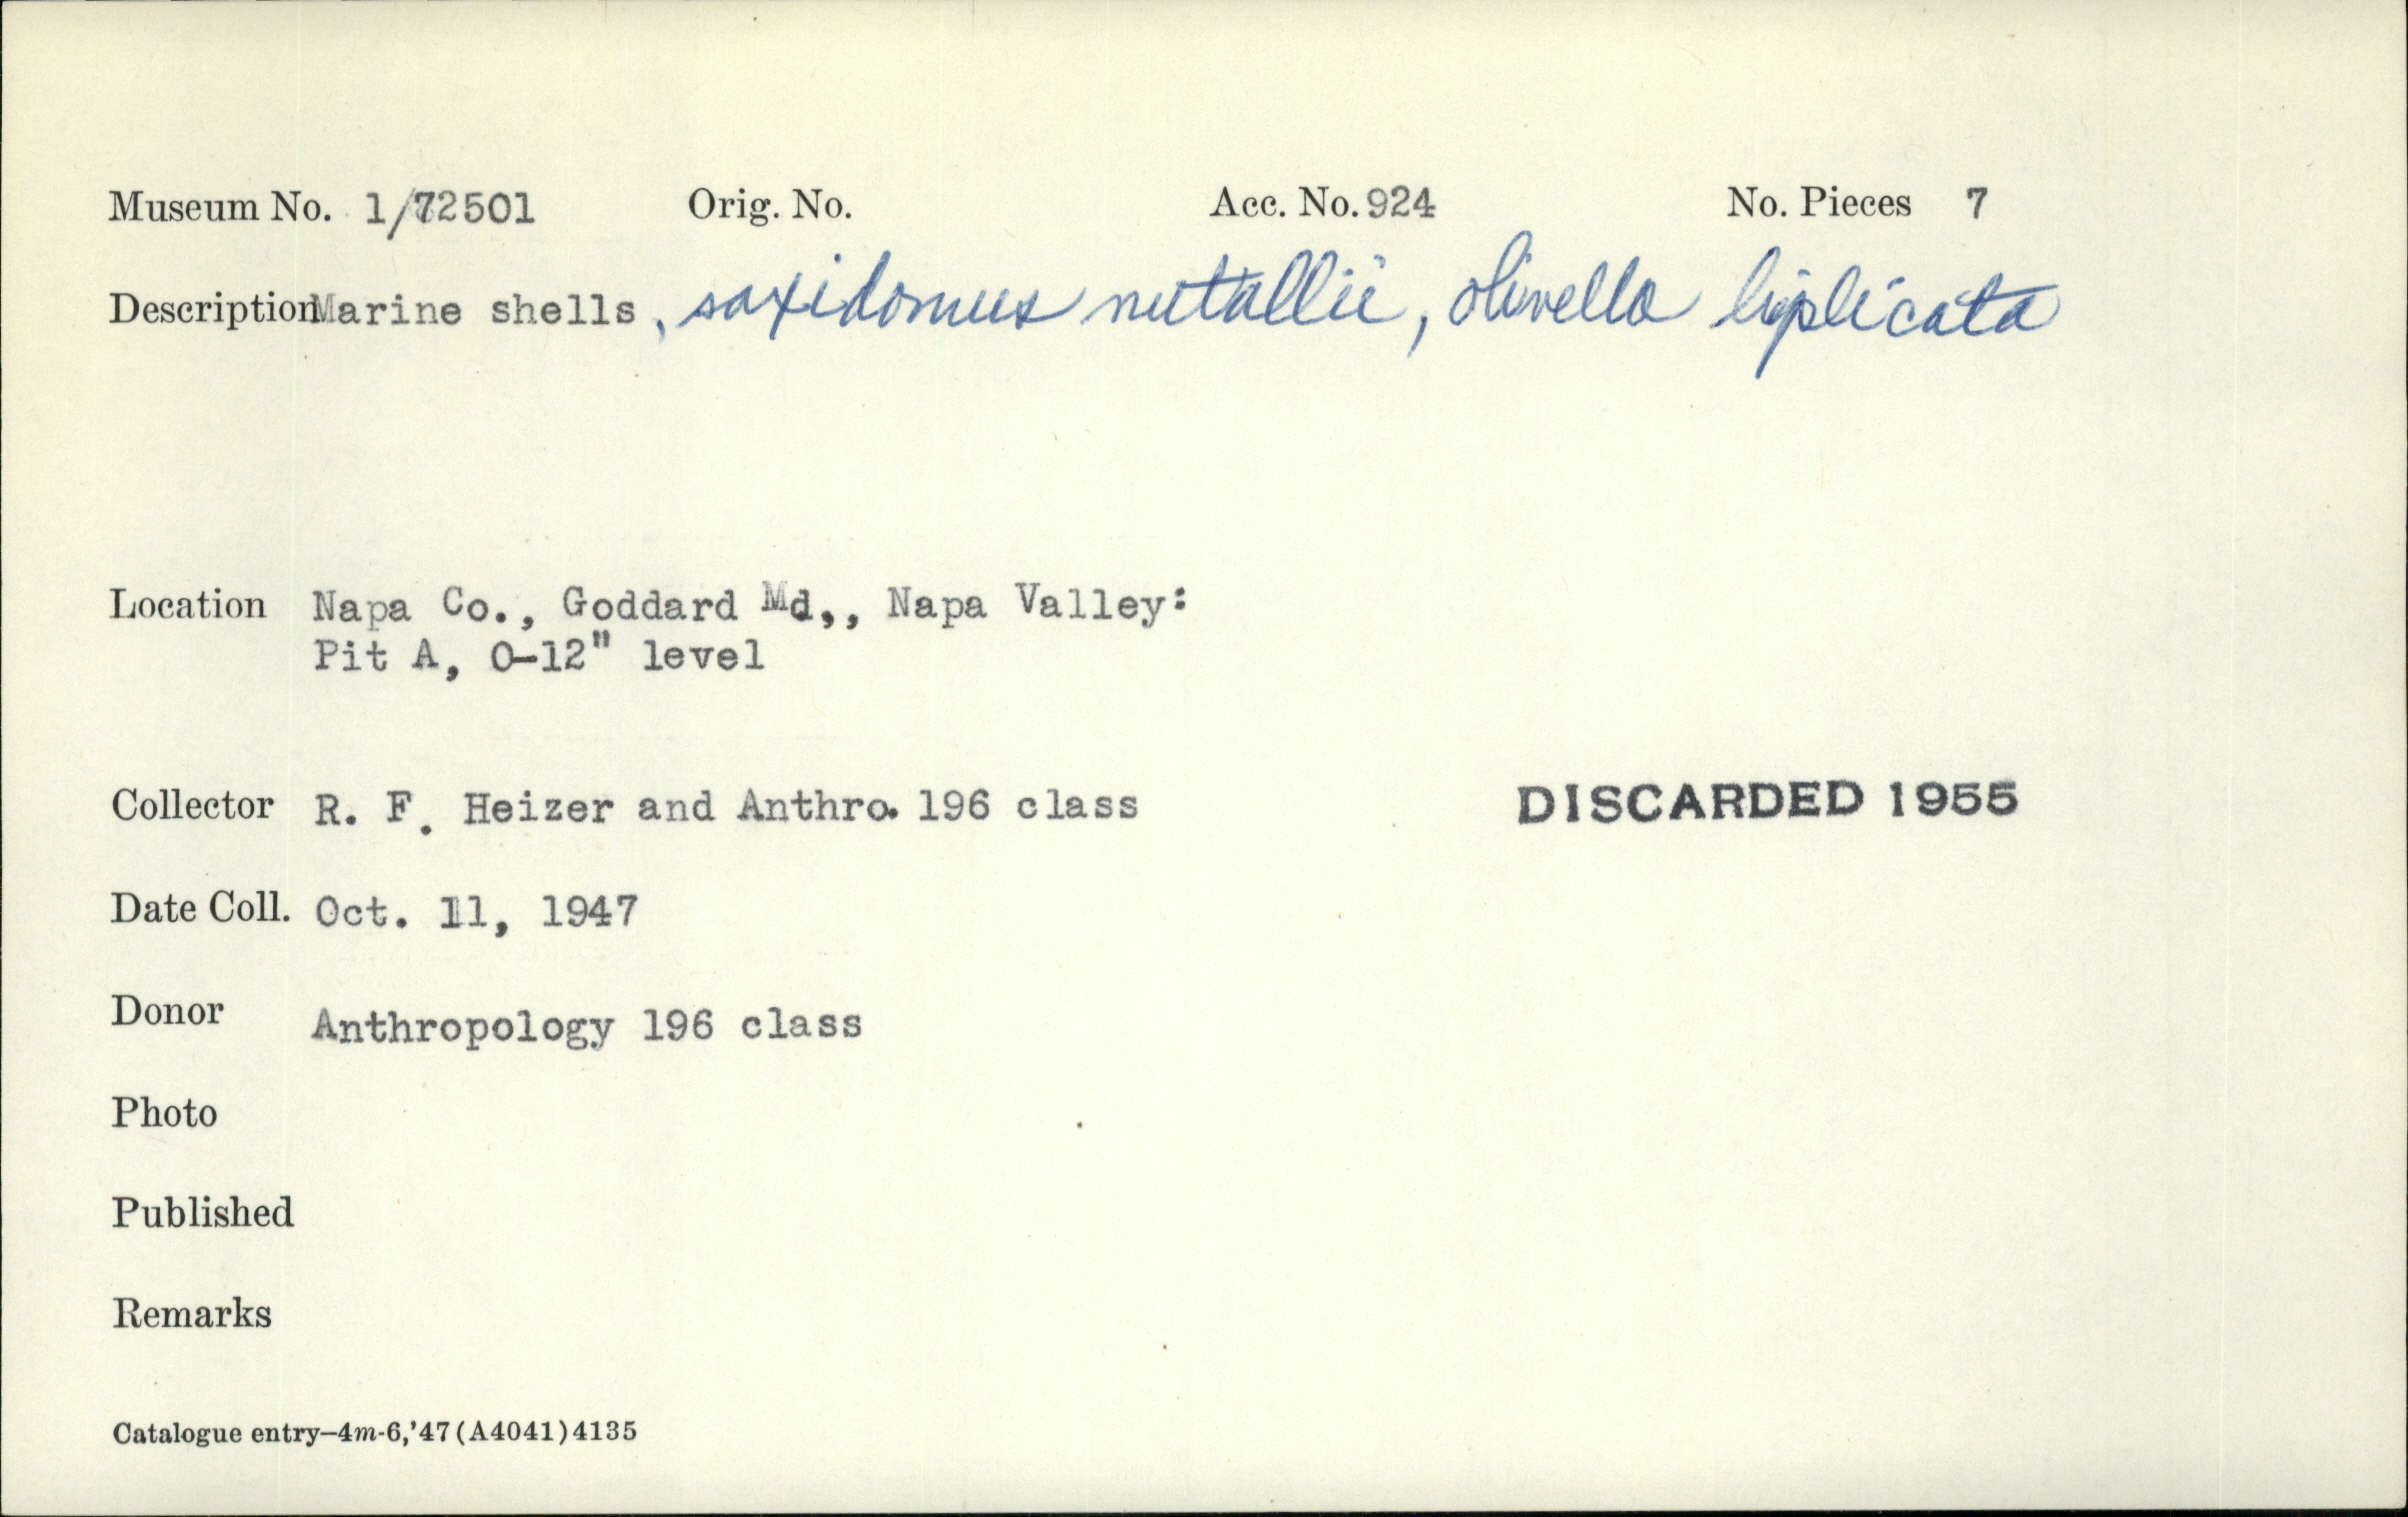 Museum No. 1/72501 Orig. No. Acc. No. 924 No. Pieces 7
Description Marine shells, saxidomus nutallii, olivella biplicata
Location Napa Co., Goddard Md,, Napa Valley:
Pit A, 0-12" level
Collector R. F. Heizer and Anthro. 196 class DISCARDED 1955
Date Coll. Oct. 11, 1947
Donor Anthropology 196 class
Photo
Published
Remarks
Catalogue entry—4m-6,'47(A4041)4135